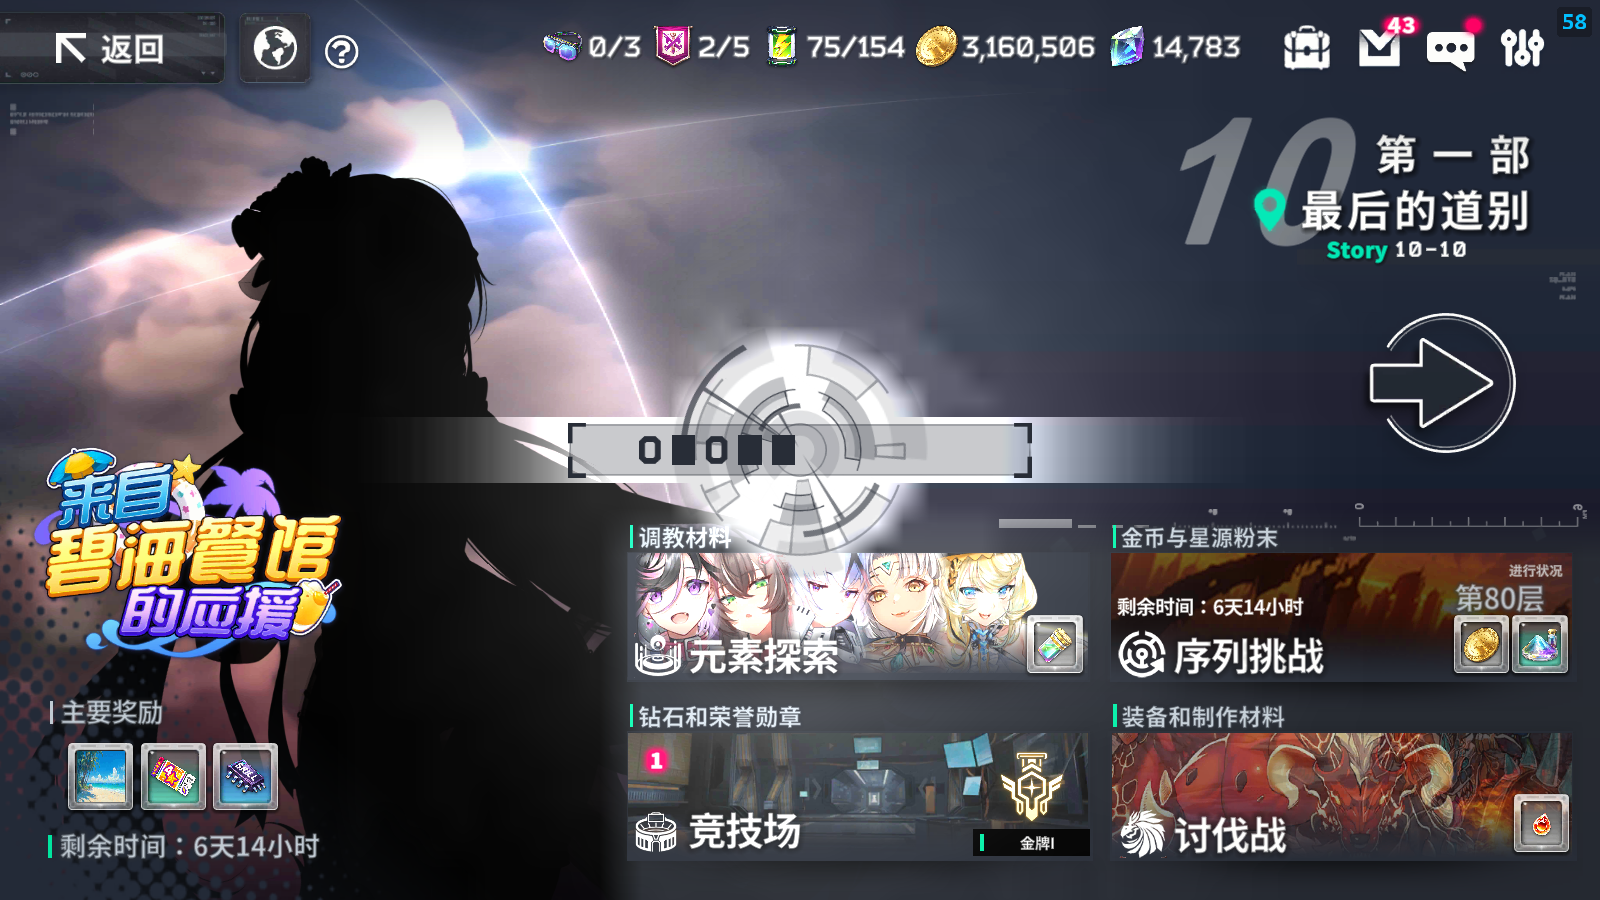 返回
0/3
2/5
75/154
3,160,506
14,783
43
58
10
第一部
最后的道别
Story 10-10
来自
碧海餐馆
的应援
主要奖励
剩余时间：6天14小时
调教材料
元素探索
金币与星源粉末
进行状况
第80层
剩余时间：6天14小时
序列挑战
钻石和荣誉勋章
1
竞技场
金牌I
装备和制作材料
讨伐战